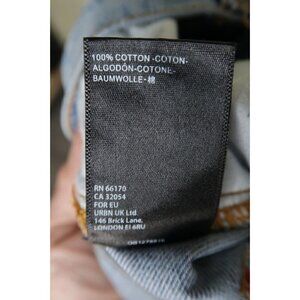 100% COTTON -COTON-
ALGODÓN-COTONE-
BAUMWOLLE-棉
RN 66170
CA 32054
FOR EU
URBN UK Ltd.
146 Brick Lane,
LONDON E1 6RU